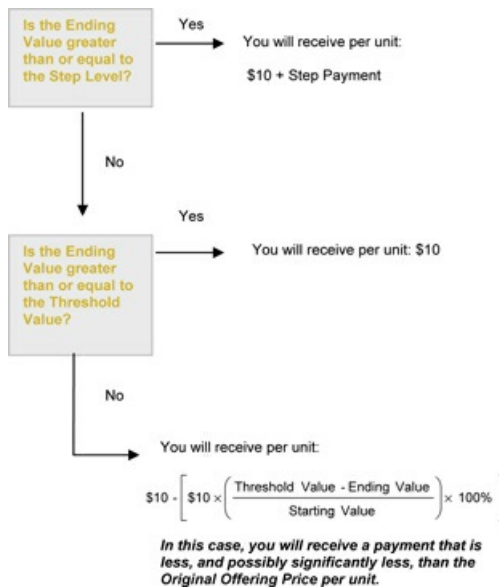 Is the Ending
Value greater
than or equal to
the Step Level?
Yes
You will receive per unit:
$10 + Step Payment
No
Is the Ending
Value greater
than or equal to
the Threshold
Value?
Yes
You will receive per unit: $10
No
You will receive per unit:
$10 - [ $10 × ( Threshold Value - Ending Value
Starting Value ) × 100%
In this case, you will receive a payment that is
less, and possibly significantly less, than the
Original Offering Price per unit.